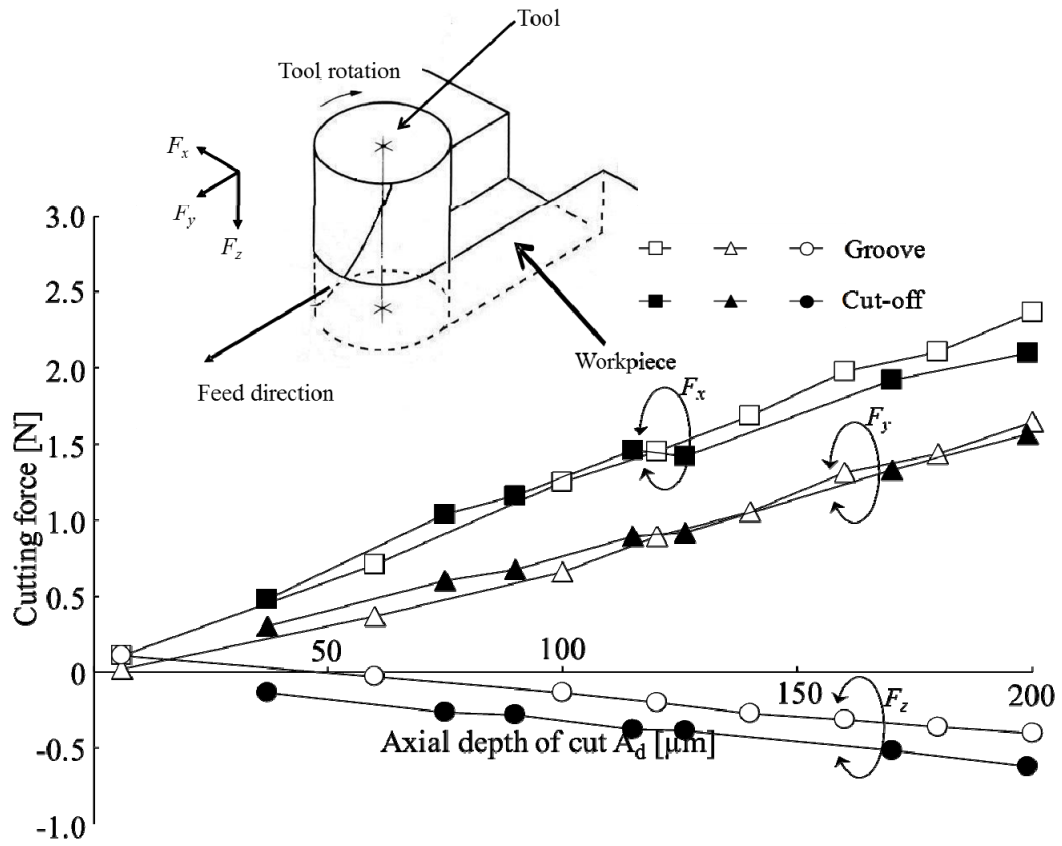 Tool
Tool rotation
Fx
Fy
Fz
Workpiece
Feed direction
Groove
Cut-off
3.0
2.5
2.0
1.5
1.0
0.5
0
-0.5
-1.0
Cutting force [N]
Fx
Fy
Fz
50
100
150
200
Axial depth of cut Ad [μm]